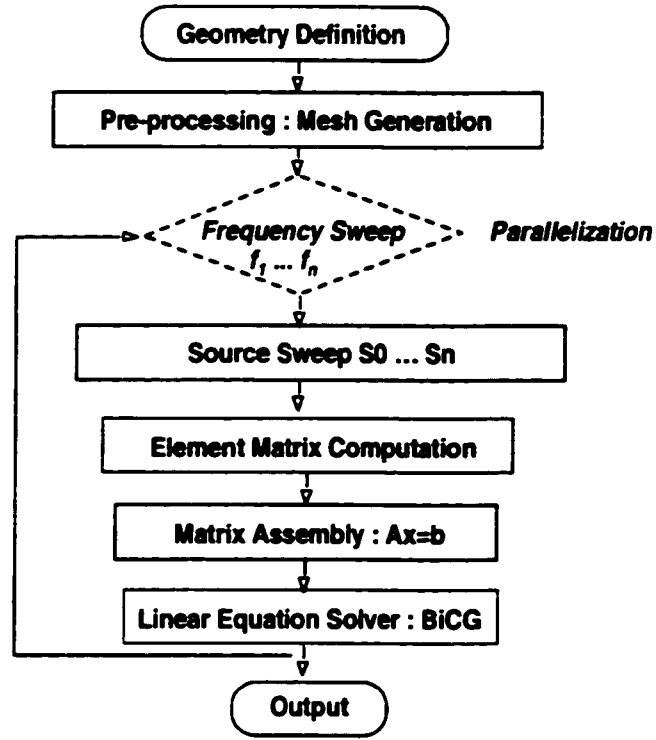 Geometry Definition
Pre-processing : Mesh Generation
Frequency Sweep
f1 ... fn
Parallelization
Source Sweep S0 ... Sn
Element Matrix Computation
Matrix Assembly : Ax=b
Linear Equation Solver : BiCG
Output